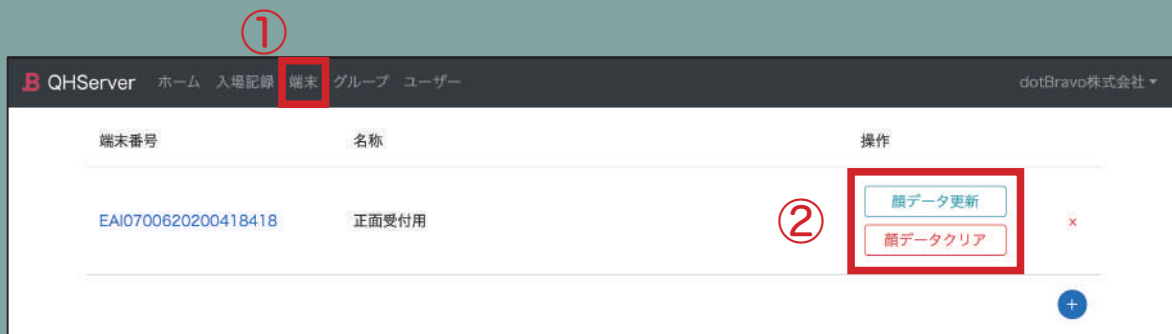 ①
B QHServer ホーム 入場記録 端末 グループ ユーザー dotBravo株式会社
端末番号 名称 操作
EAI0700620200418418 正面受付用 ② 顔データ更新 ×
顔データクリア
+